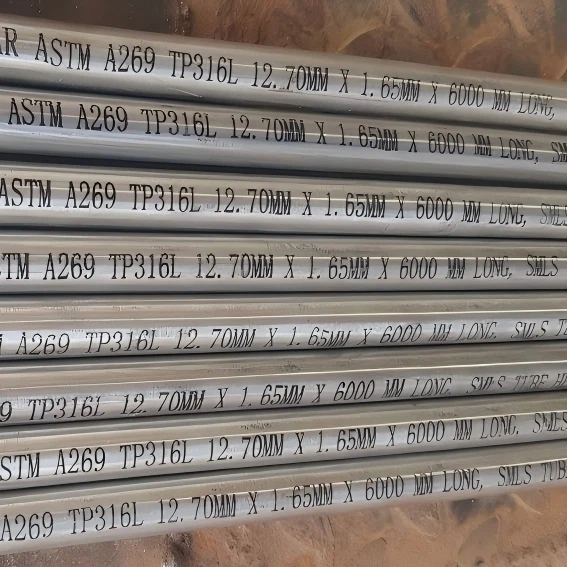 AR ASTM A269 TP316L 12.70MM X 1.65MM X 6000 MM LONG,
ASTM A269 TP316L 12.70MM X 1.65MM X 6000 MM LONG, SM
ASTM A269 TP316L 12.70MM X 1.65MM X 6000 MM LONG, SMLS
TM A269 TP316L 12.70MM X 1.65MM X 6000 MM LONG, SMLS
A269 TP316L 12.70MM X 1.65MM X 6000 MM LONG, SMLS TU
9 TP316L 12.70MM X 1.65MM X 6000 MM LONG, SMLS TUBE H
ASTM A269 TP316L 12.70MM X 1.65MM X 6000 MM LONG, SMLS
A269 TP316L 12.70MM X 1.65MM X 6000 MM LONG, SMLS TUB